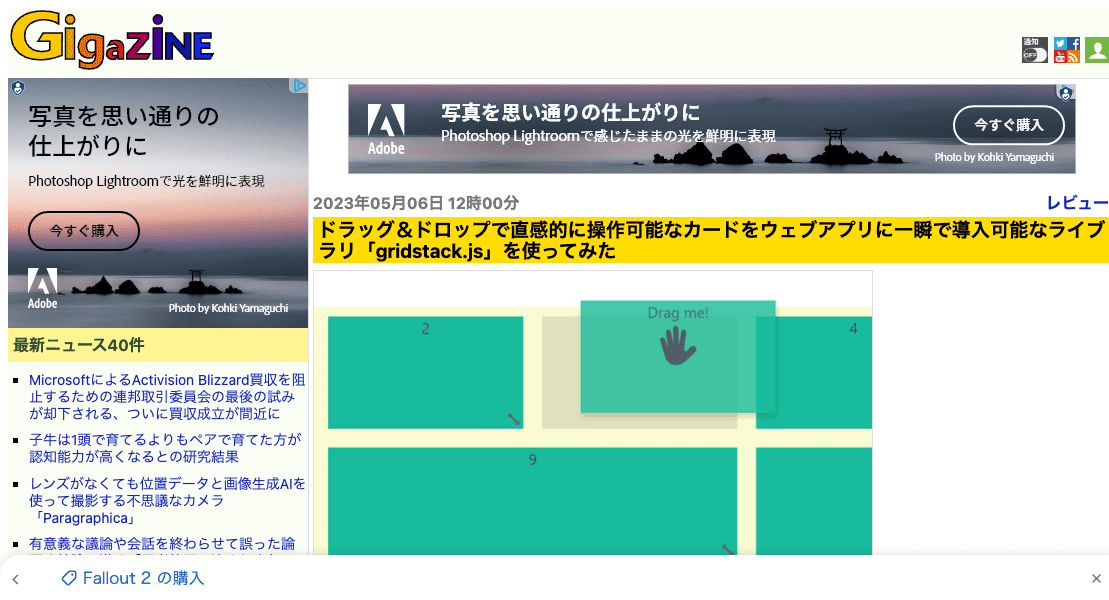 GigaZiNE
通知
OFF
写真を思い通りの
仕上がりに
Photoshop Lightroomで光を鮮明に表現
今すぐ購入
Adobe
Photo by Kohki Yamaguchi
Adobe
写真を思い通りの仕上がりに
Photoshop Lightroomで感じたままの光を鮮明に表現
今すぐ購入
Photo by Kohki Yamaguchi
2023年05月06日 12時00分
レビュー
ドラッグ＆ドロップで直感的に操作可能なカードをウェブアプリに一瞬で導入可能なライブ
ラリ「gridstack.js」を使ってみた
2
Drag me!
4
9
最新ニュース40件
MicrosoftによるActivision Blizzard買収を阻
止するための連邦取引委員会の最後の試み
が却下される、ついに買収成立が間近に
子牛は1頭で育てるよりもペアで育てた方が
認知能力が高くなるとの研究結果
レンズがなくても位置データと画像生成AIを
使って撮影する不思議なカメラ
「Paragraphica」
有意義な議論や会話を終わらせて誤った論
Fallout 2 の購入